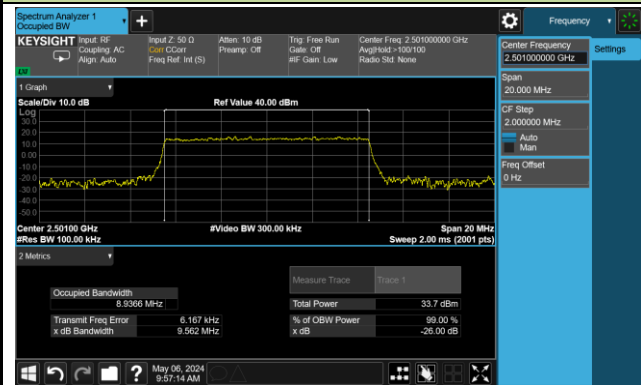 Spectrum Analyzer 1
Occupied BW
Frequency
KEYSIGHT
Input: RF
Coupling: AC
Align: Auto
Input Z: 50 Ω
Corr CCorr
Freq Ref: Int (S)
Atten: 10 dB
Preamp: Off
Trig: Free Run
Gate: Off
#IF Gain: Low
Center Freq: 2.501000000 GHz
Avg|Hold:>100/100
Radio Std: None
LXI
1 Graph
Scale/Div 10.0 dB
Ref Value 40.00 dBm
Log
30.0
20.0
10.0
0.00
-10.0
-20.0
-30.0
-40.0
-50.0
Center 2.50100 GHz
#Video BW 300.00 kHz
Span 20 MHz
#Res BW 100.00 kHz
Sweep 2.00 ms (2001 pts)
2 Metrics
Measure Trace
Trace 1
Occupied Bandwidth
8.9366 MHz
Total Power
33.7 dBm
Transmit Freq Error
6.167 kHz
% of OBW Power
99.00 %
x dB Bandwidth
9.562 MHz
x dB
-26.00 dB
May 06, 2024
9:57:14 AM
Center Frequency
2.501000000 GHz
Settings
Span
20.000 MHz
CF Step
2.000000 MHz
Auto
Man
Freq Offset
0 Hz